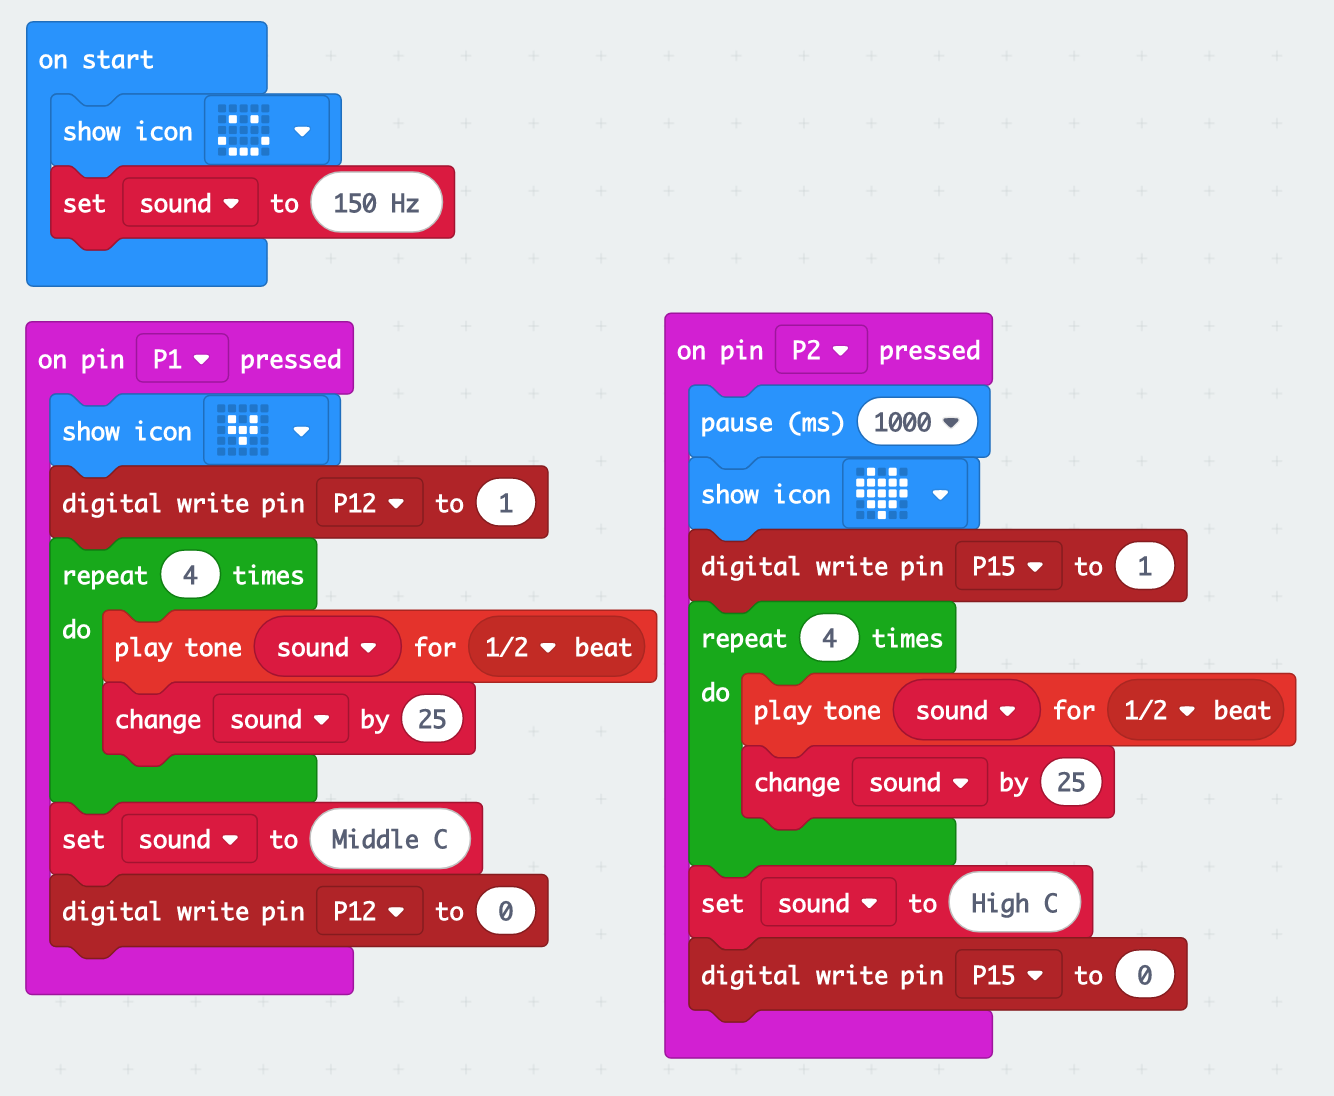 on start
show icon
set sound to 150 Hz
on pin P1 pressed
show icon
digital write pin P12 to 1
repeat 4 times
do
play tone sound for 1/2 beat
change sound by 25
set sound to Middle C
digital write pin P12 to 0
on pin P2 pressed
pause (ms) 1000
show icon
digital write pin P15 to 1
repeat 4 times
do
play tone sound for 1/2 beat
change sound by 25
set sound to High C
digital write pin P15 to 0